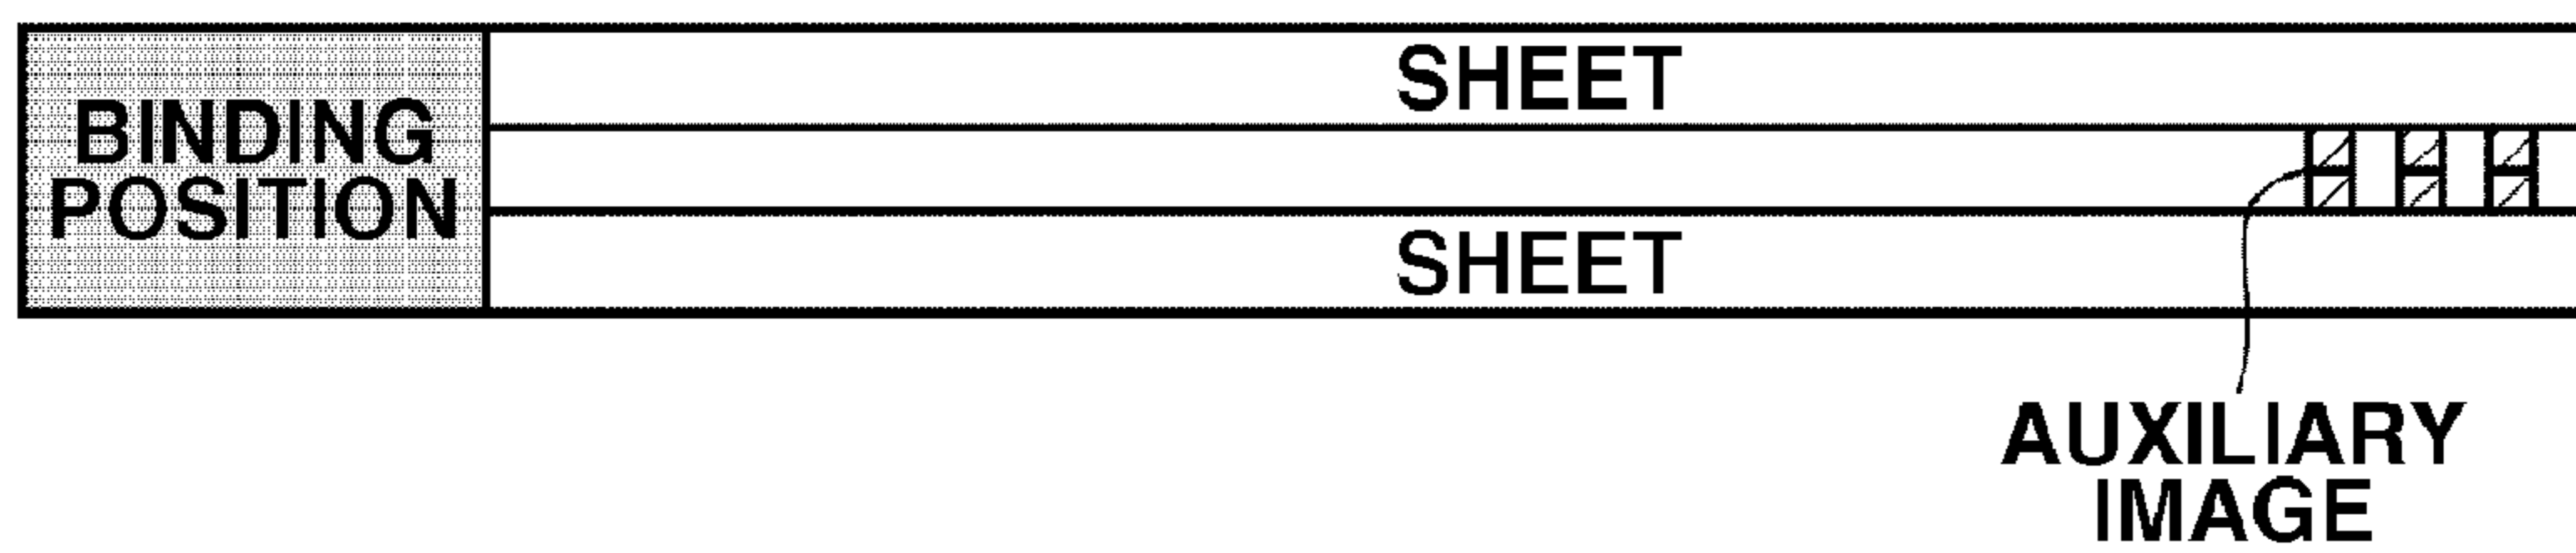 SHEET
BINDING
POSITION
SHEET
AUXILIARY
IMAGE